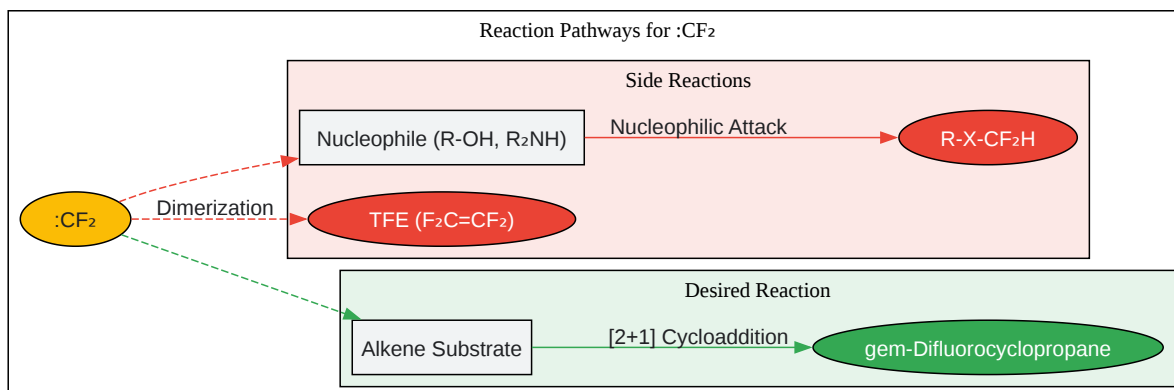 Reaction Pathways for :CF₂
Side Reactions
Nucleophile (R-OH, R₂NH)
Nucleophilic Attack
R-X-CF₂H
:CF₂
Dimerization
TFE (F₂C=CF₂)
Desired Reaction
Alkene Substrate
[2+1] Cycloaddition
gem-Difluorocyclopropane